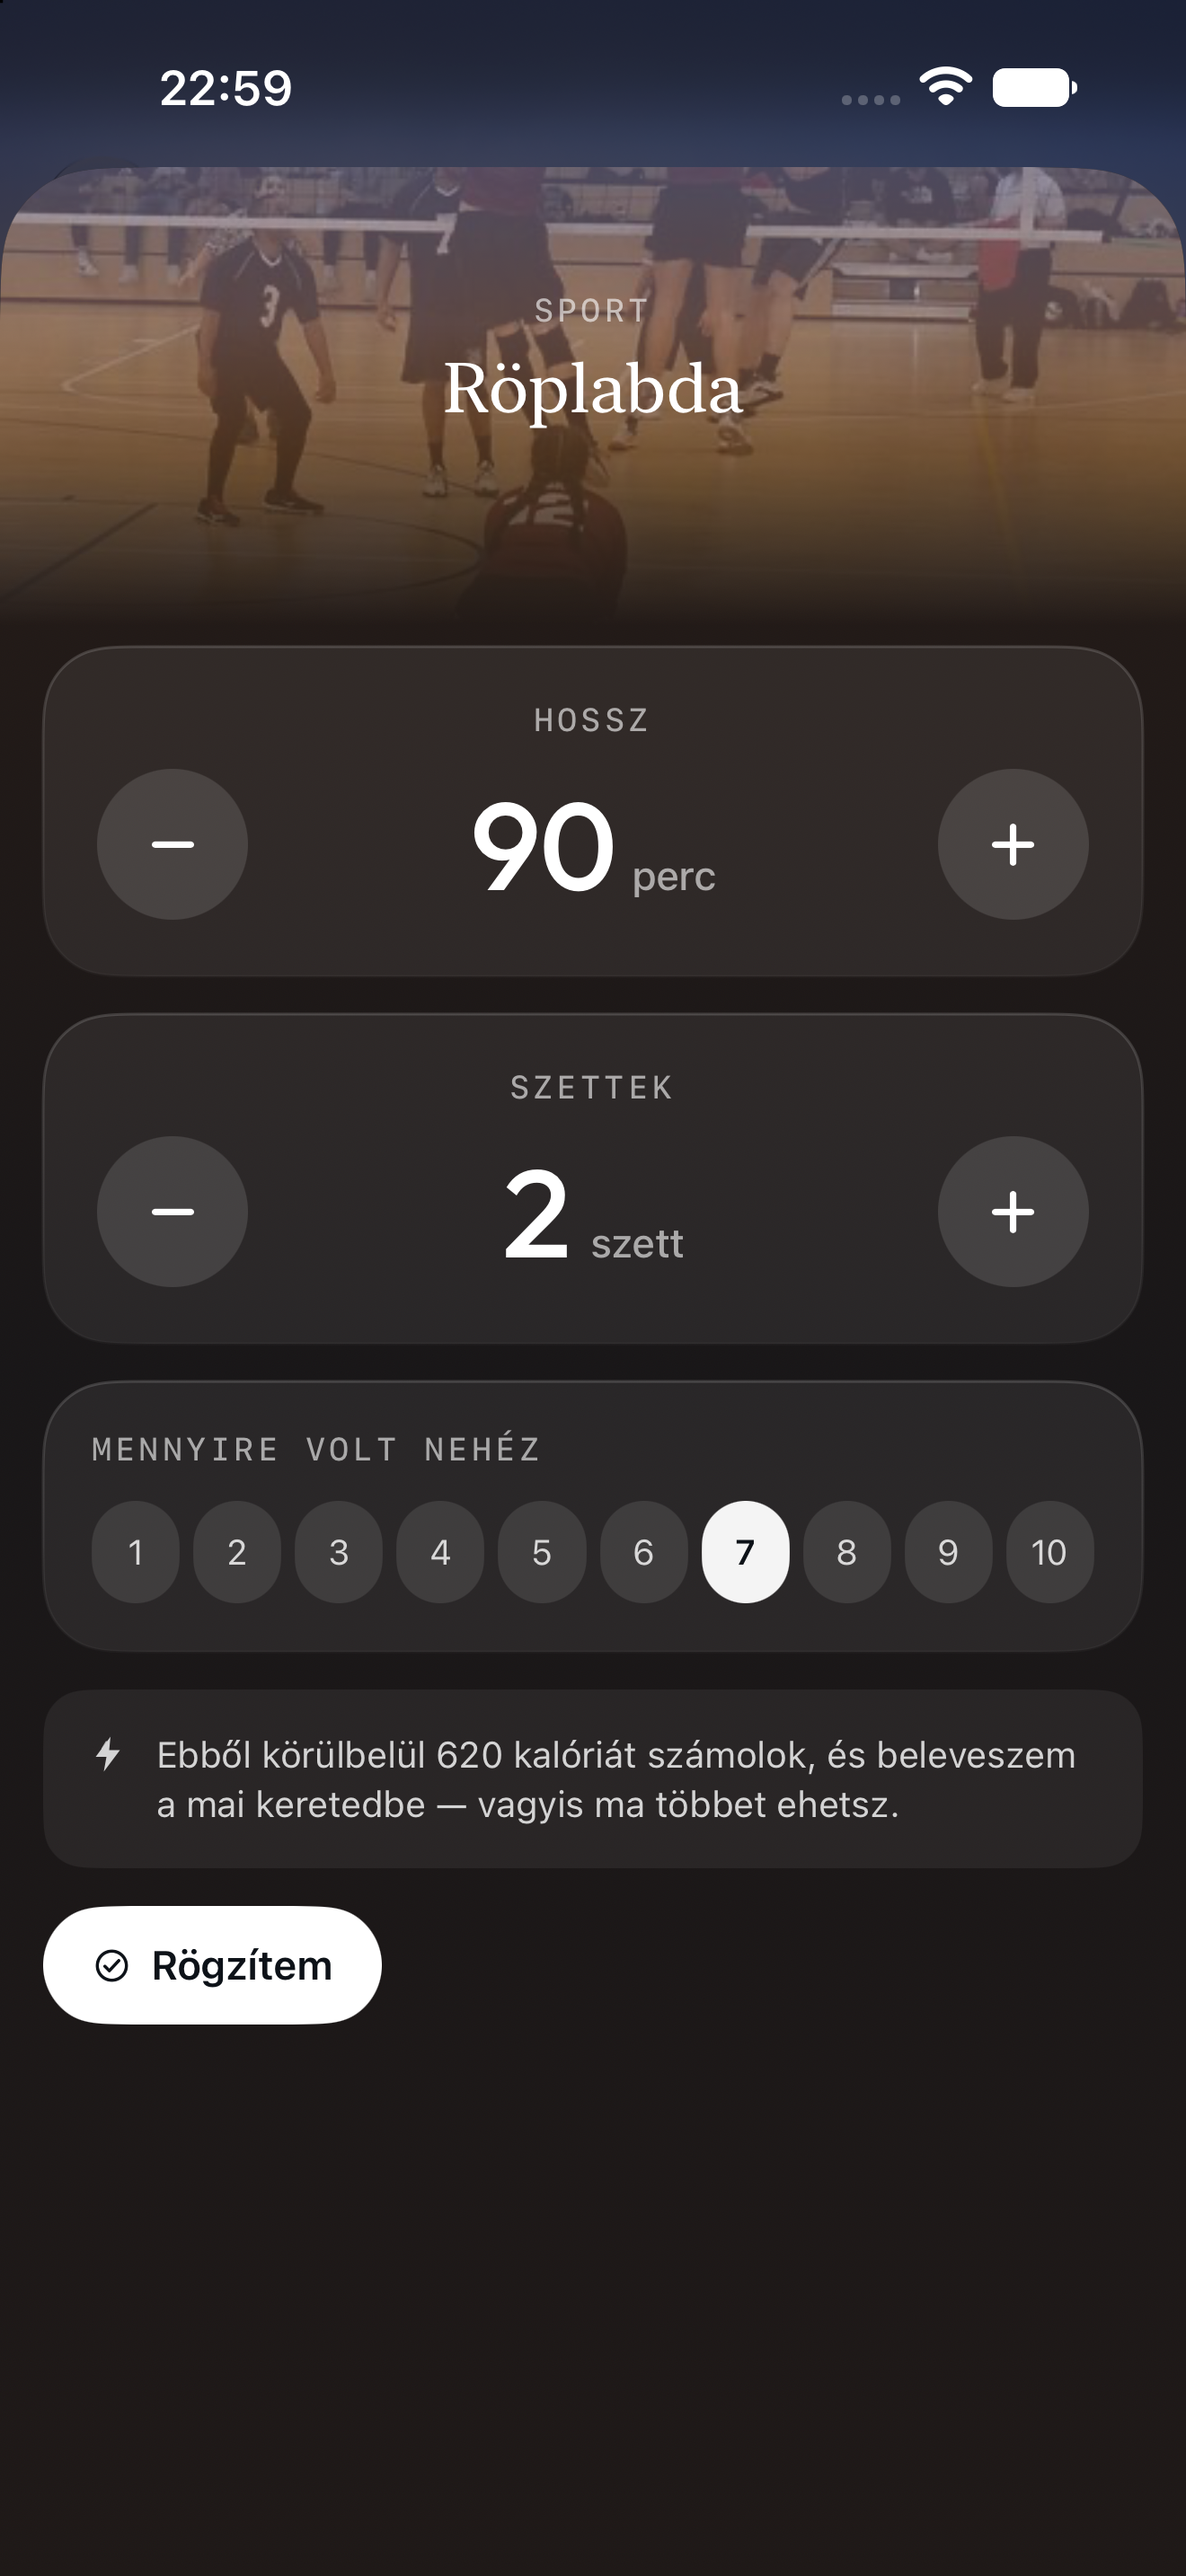 22:59
3
SPORT
Röplabda
HOSSZ
90 perc
SZETTEK
2 szett
MENNYIRE VOLT NEHÉZ
1 2 3 4 5 6 7 8 9 10
Ebből körülbelül 620 kalóriát számolok, és beleveszem
a mai keretedbe — vagyis ma többet ehetsz.
Rögzítem